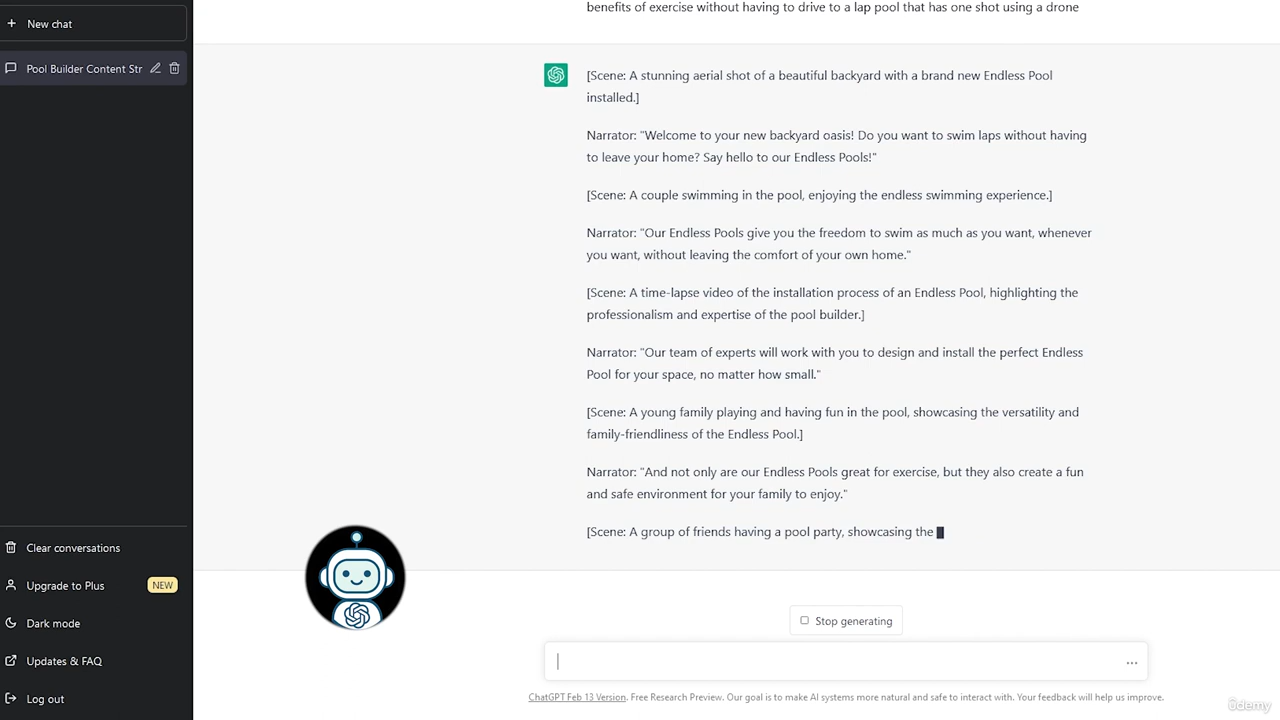 benefits of exercise without having to drive to a lap pool that has one shot using a drone
New chat
Pool Builder Content Str
[Scene: A stunning aerial shot of a beautiful backyard with a brand new Endless Pool
installed.]
Narrator: "Welcome to your new backyard oasis! Do you want to swim laps without having
to leave your home? Say hello to our Endless Pools!"
[Scene: A couple swimming in the pool, enjoying the endless swimming experience.]
Narrator: "Our Endless Pools give you the freedom to swim as much as you want, whenever
you want, without leaving the comfort of your own home."
[Scene: A time-lapse video of the installation process of an Endless Pool, highlighting the
professionalism and expertise of the pool builder.]
Narrator: "Our team of experts will work with you to design and install the perfect Endless
Pool for your space, no matter how small."
[Scene: A young family playing and having fun in the pool, showcasing the versatility and
family-friendliness of the Endless Pool.]
Narrator: "And not only are our Endless Pools great for exercise, but they also create a fun
and safe environment for your family to enjoy."
[Scene: A group of friends having a pool party, showcasing the
Clear conversations
Upgrade to Plus NEW
Dark mode
Updates & FAQ
Log out
Stop generating
ChatGPT Feb 13 Version. Free Research Preview. Our goal is to make AI systems more natural and safe to interact with. Your feedback will help us improve.
ûdemy